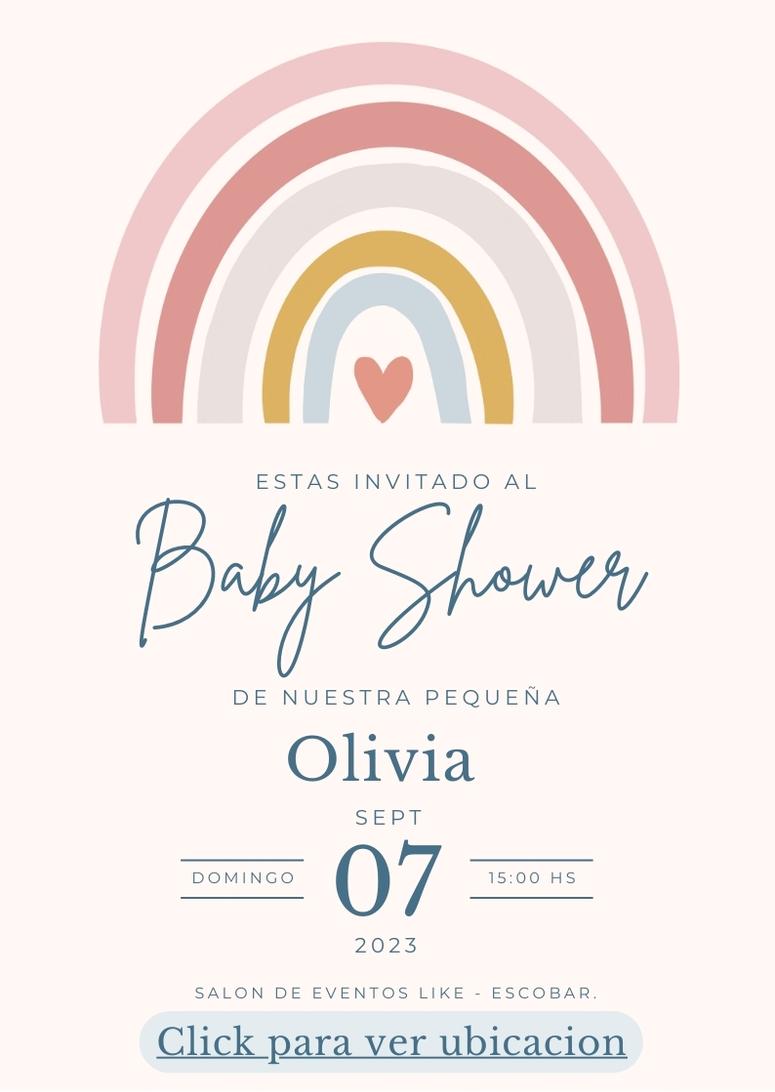 ESTAS INVITADO AL
Baby Shower
DE NUESTRA PEQUEÑA
Olivia
SEPT
DOMINGO 07 15:00 HS
2023
SALON DE EVENTOS LIKE - ESCOBAR.
Click para ver ubicacion